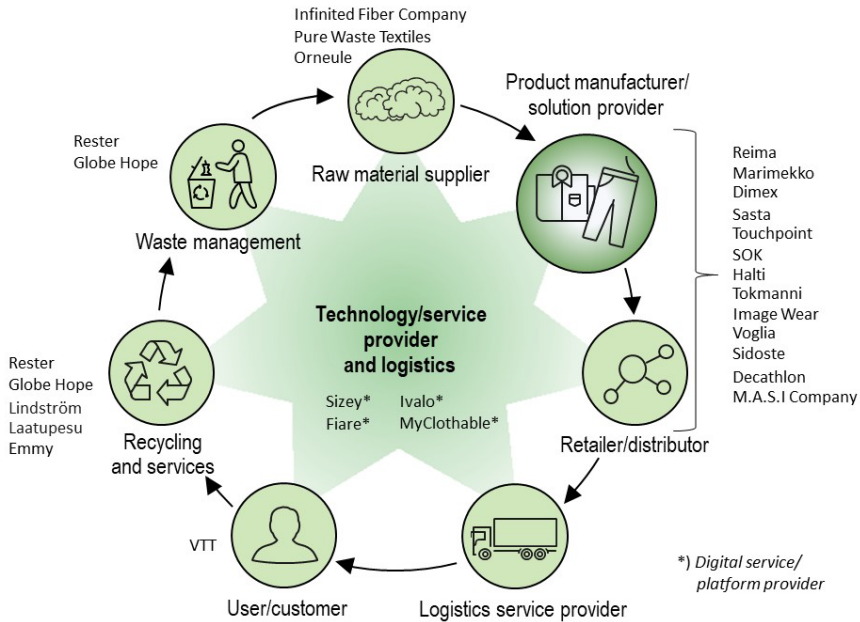 Infinited Fiber Company
Pure Waste Textiles
Orneule
Raw material supplier
Product manufacturer/
solution provider
Reima
Marimekko
Dimex
Sasta
Touchpoint
SOK
Halti
Tokmanni
Image Wear
Voglia
Sidoste
Decathlon
M.A.S.I Company
Retailer/distributor
Logistics service provider
User/customer
VTT
Recycling
and services
Rester
Globe Hope
Lindström
Laatupesu
Emmy
Waste management
Rester
Globe Hope
Technology/service
provider
and logistics
Sizey* Ivalo*
Fiare* MyClothable*
*) Digital service/
platform provider